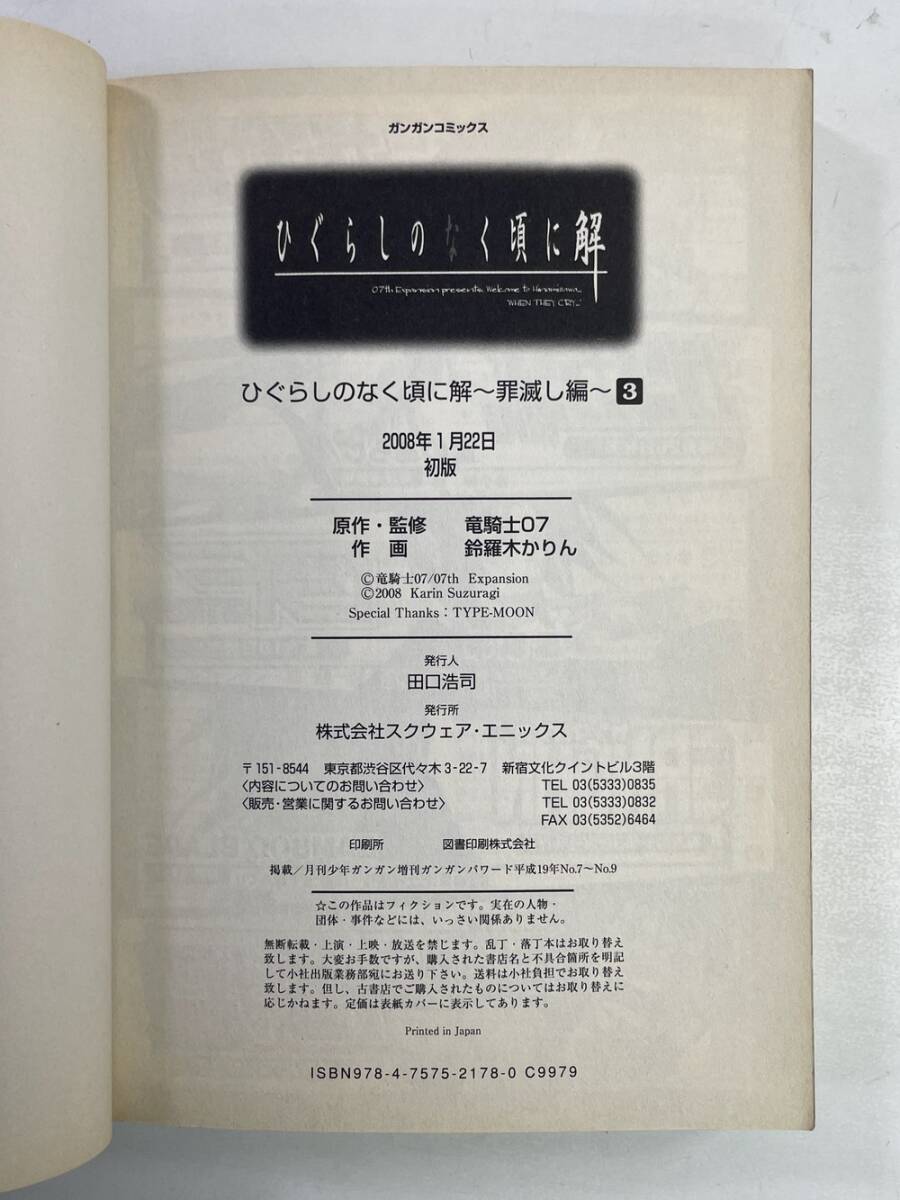 ガンガンコミックス
ひぐらしのなく頃に解
07th Expansion presents. Welcome to Hinamizawa...
"WHEN THEY CRY..."
ひぐらしのなく頃に解～罪滅し編～3
2008年1月22日
初版
原作・監修 竜騎士07
作 画 鈴羅木かりん
©竜騎士07/07th Expansion
©2008 Karin Suzuragi
Special Thanks：TYPE-MOON
発行人
田口浩司
発行所
株式会社スクウェア・エニックス
〒151-8544 東京都渋谷区代々木3-22-7 新宿文化クイントビル3階
〈内容についてのお問い合わせ〉 TEL 03(5333)0835
〈販売・営業に関するお問い合わせ〉 TEL 03(5333)0832
FAX 03(5352)6464
印刷所 図書印刷株式会社
掲載／月刊少年ガンガン増刊ガンガンパワード平成19年No.7～No.9
☆この作品はフィクションです。実在の人物・
団体・事件などには、いっさい関係ありません。
無断転載・上演・上映・放送を禁じます。乱丁・落丁本はお取り替え
致します。大変お手数ですが、購入された書店名と不具合箇所を明記
して小社出版業務部宛にお送り下さい。送料は小社負担でお取り替え
致します。但し、古書店でご購入されたものについてはお取り替えに
応じかねます。定価は表紙カバーに表示してあります。
Printed in Japan
ISBN978-4-7575-2178-0 C9979